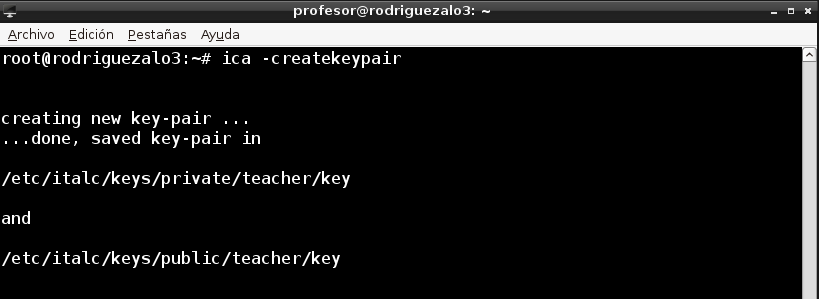 profesor@rodriguezalo3: ~
Archivo Edición Pestañas Ayuda
root@rodriguezalo3:~# ica -createkeypair
creating new key-pair ...
...done, saved key-pair in
/etc/italc/keys/private/teacher/key
and
/etc/italc/keys/public/teacher/key